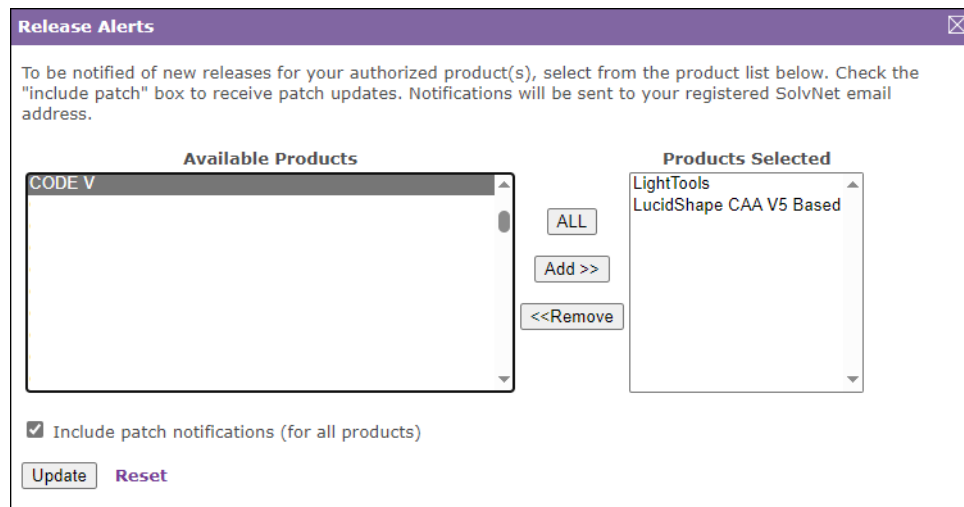 Release Alerts
To be notified of new releases for your authorized product(s), select from the product list below. Check the
"include patch" box to receive patch updates. Notifications will be sent to your registered SolvNet email
address.
Available Products
Products Selected
CODE V
LightTools
LucidShape CAA V5 Based
ALL
Add >>
<<Remove
Include patch notifications (for all products)
Update Reset